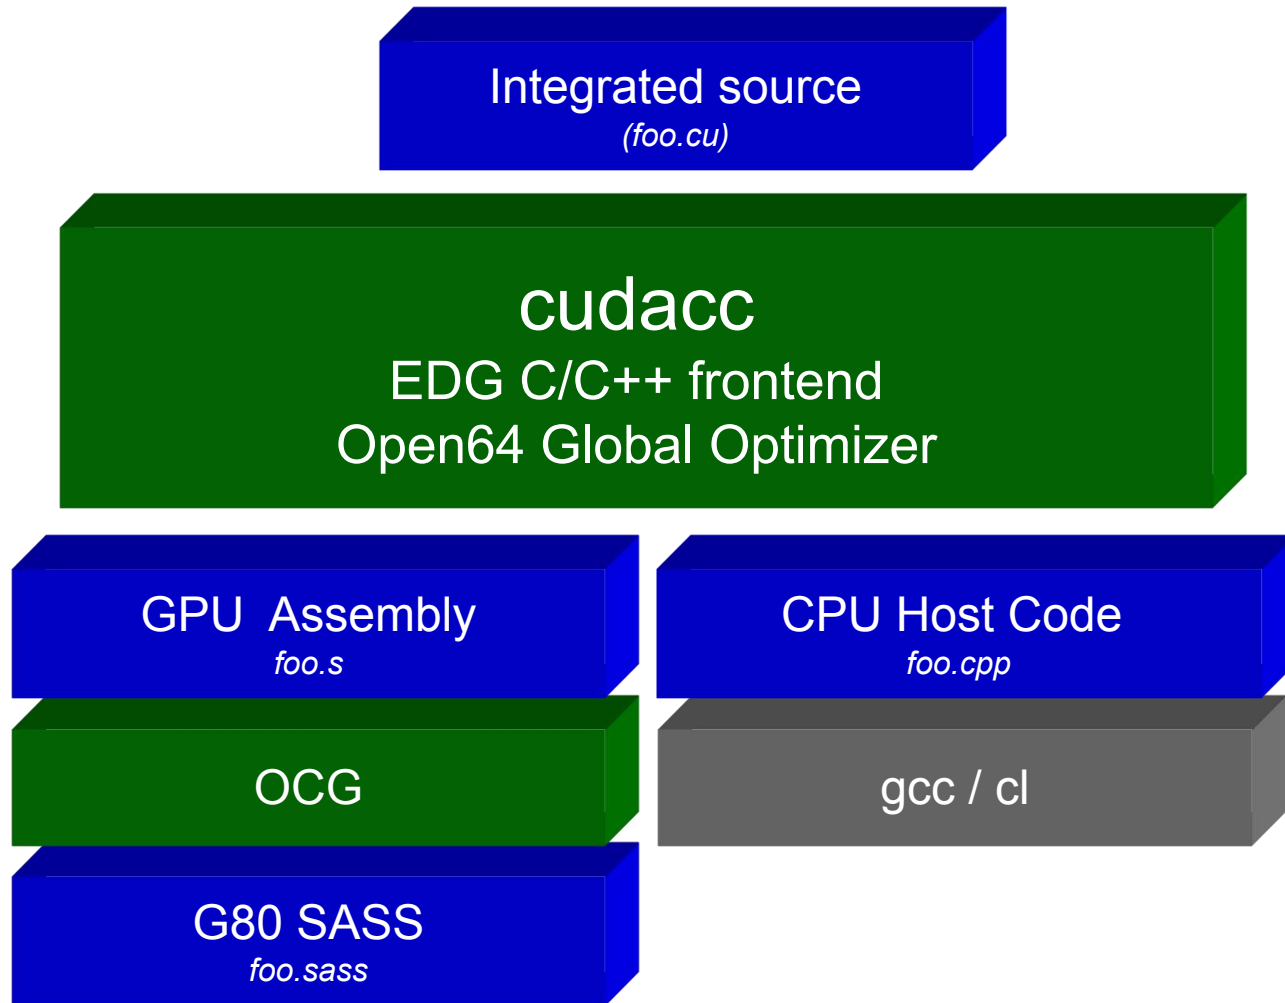 Integrated source
(foo.cu)
cudacc
EDG C/C++ frontend
Open64 Global Optimizer
GPU Assembly
foo.s
CPU Host Code
foo.cpp
OCG
gcc / cl
G80 SASS
foo.sass